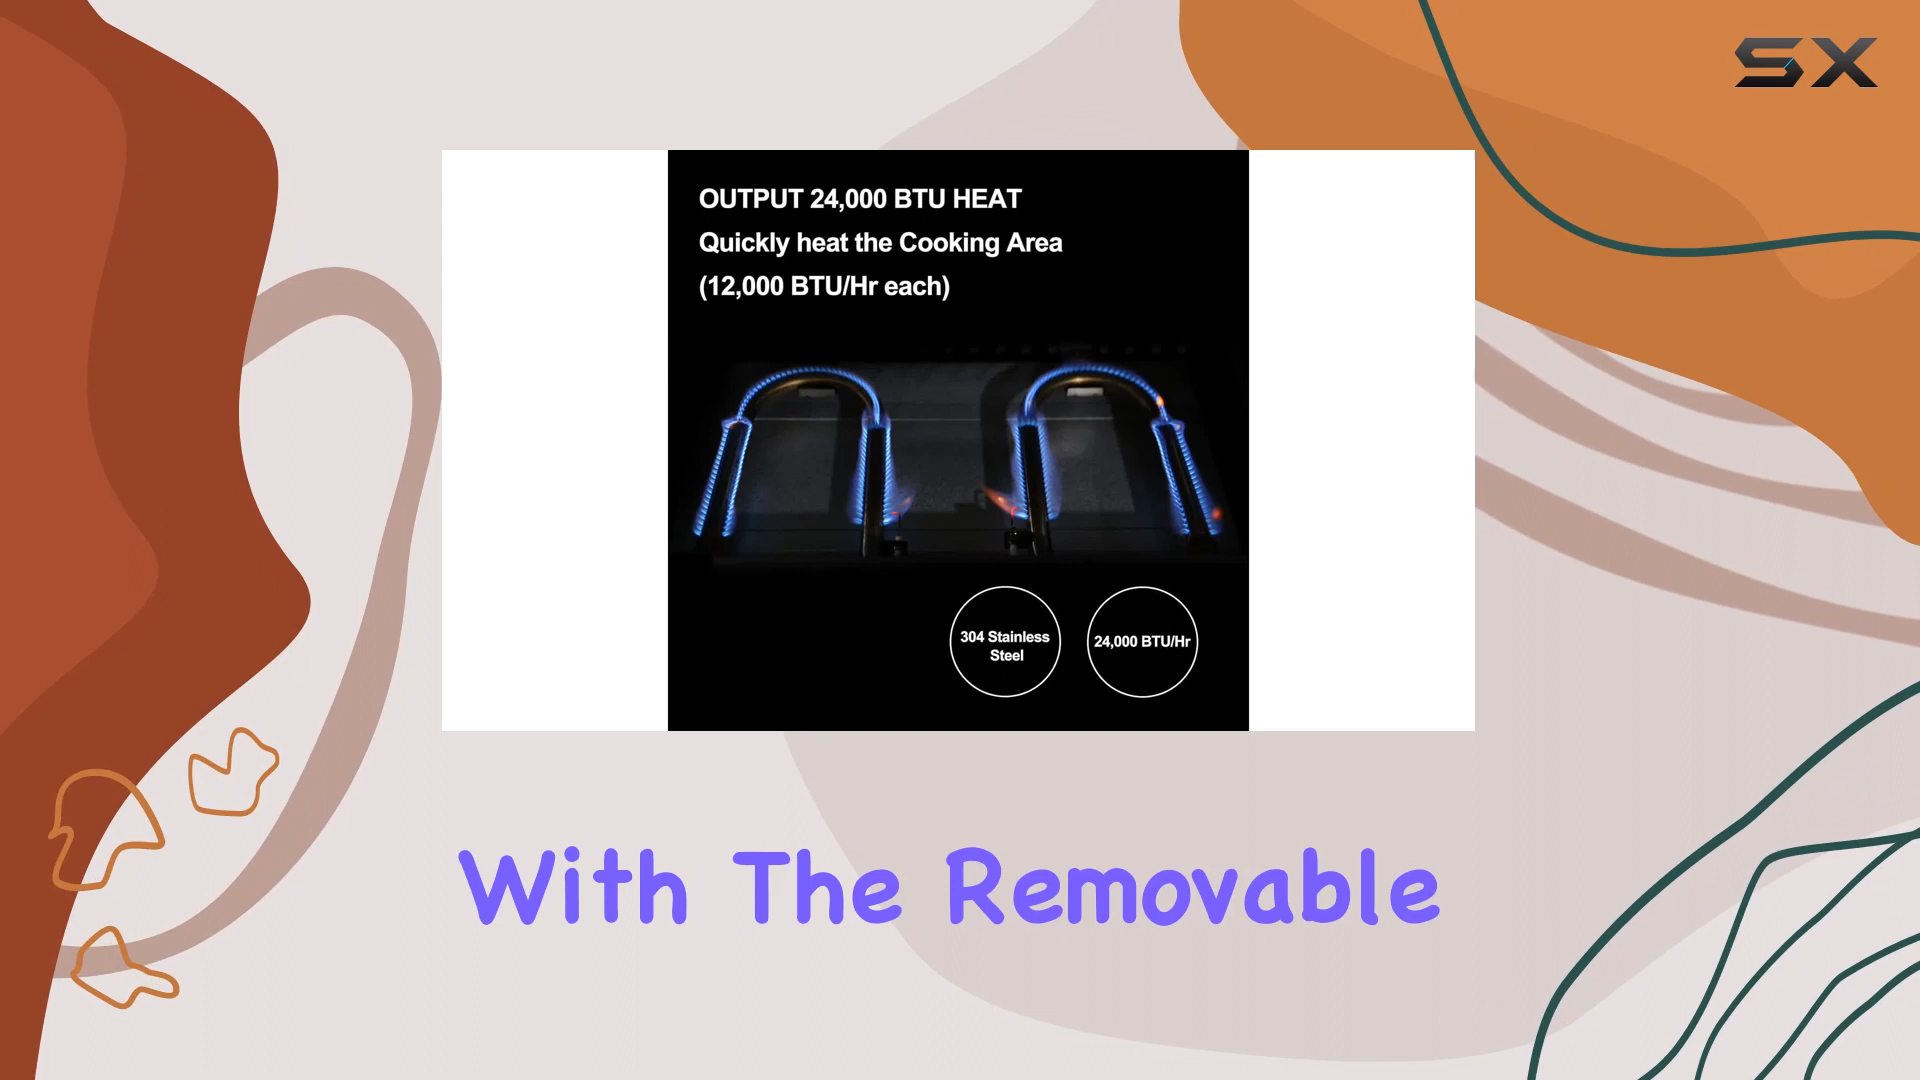 SX
OUTPUT 24,000 BTU HEAT
Quickly heat the Cooking Area
(12,000 BTU/Hr each)
304 Stainless
Steel
24,000 BTU/Hr
With The Removable